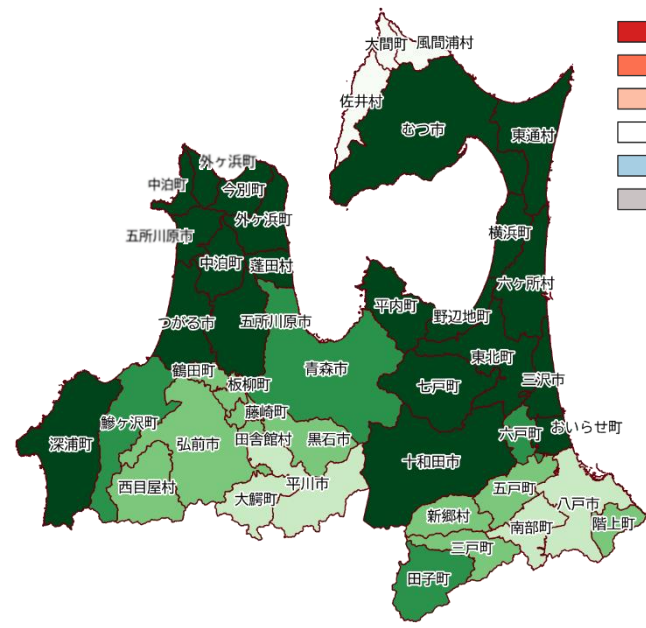 大間町
風間浦村
佐井村
むつ市
東通村
外ヶ浜町
中泊町
今別町
外ヶ浜町
五所川原市
横浜町
中泊町
蓬田村
六ヶ所村
平内町
つがる市
五所川原市
野辺地町
東北町
鶴田町
青森市
板柳町
七戸町
三沢市
藤崎町
鰺ヶ沢町
六戸町
おいらせ町
深浦町
弘前市
田舎館村
黒石市
十和田市
西目屋村
平川市
五戸町
八戸市
大鰐町
新郷村
南部町
階上町
三戸町
田子町